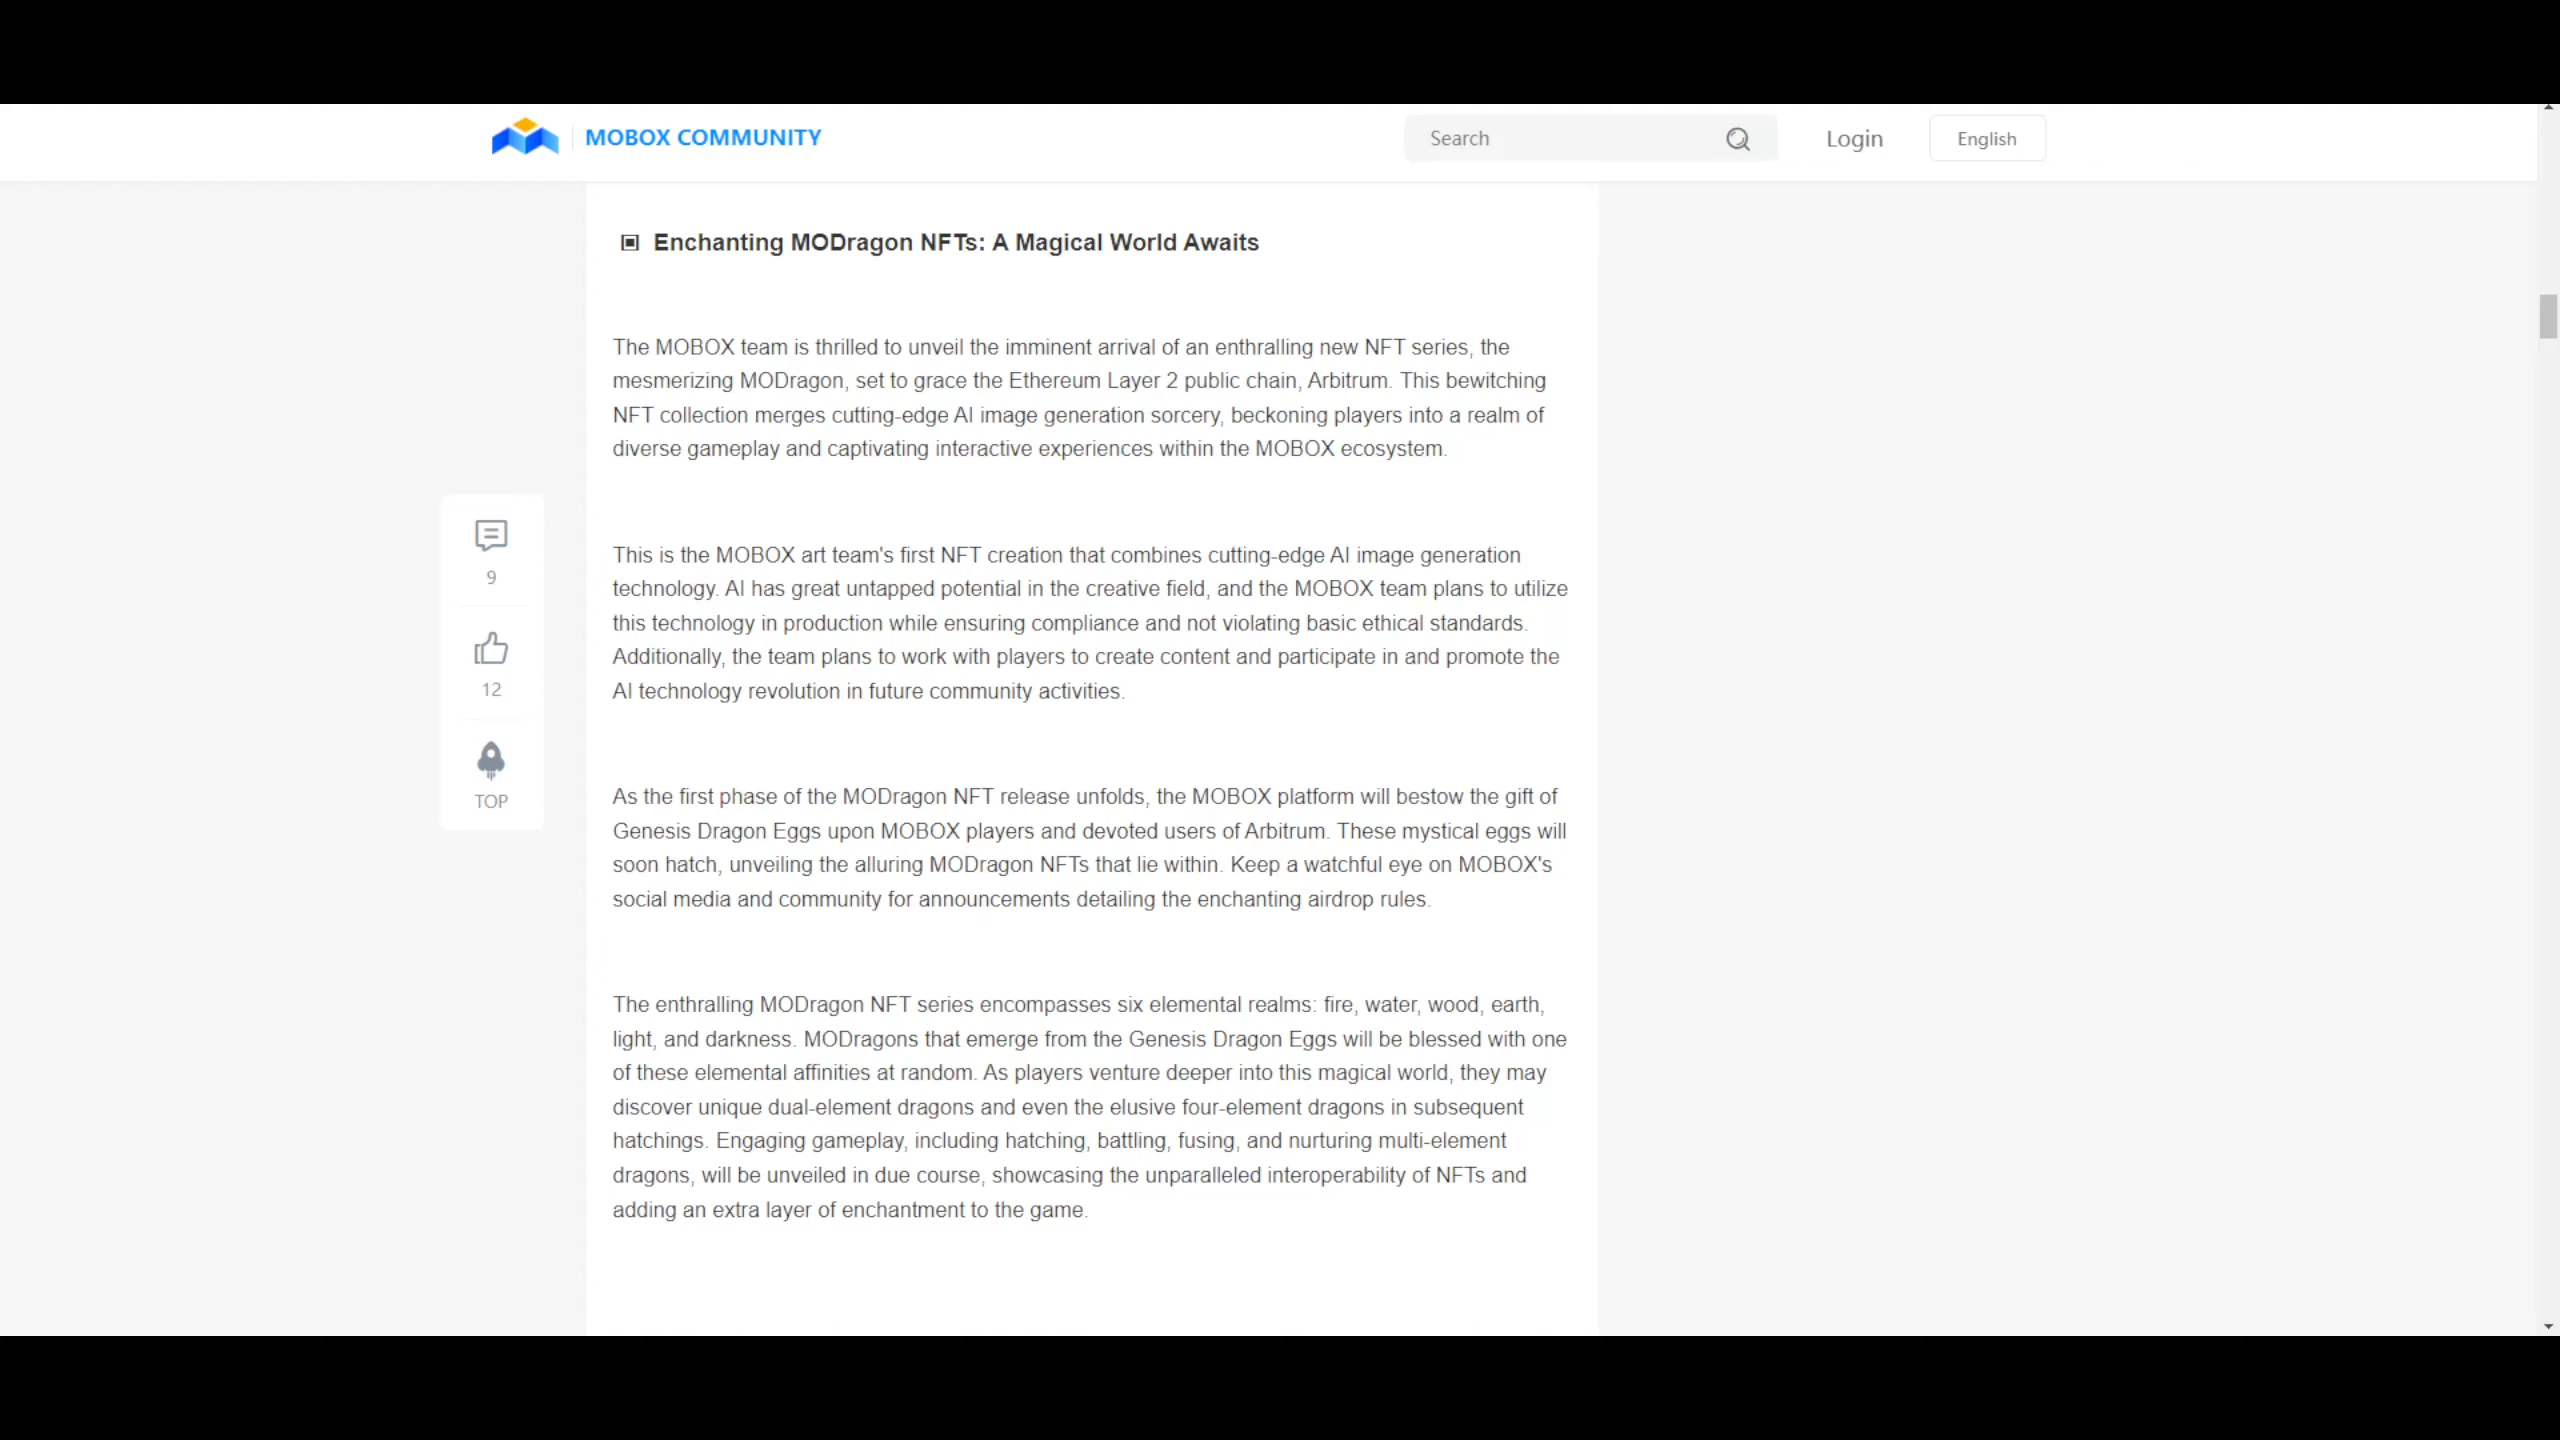 MOBOX COMMUNITY
Search
Login
English
Enchanting MODragon NFTs: A Magical World Awaits
The MOBOX team is thrilled to unveil the imminent arrival of an enthralling new NFT series, the
mesmerizing MODragon, set to grace the Ethereum Layer 2 public chain, Arbitrum. This bewitching
NFT collection merges cutting-edge AI image generation sorcery, beckoning players into a realm of
diverse gameplay and captivating interactive experiences within the MOBOX ecosystem.
This is the MOBOX art team's first NFT creation that combines cutting-edge AI image generation
technology. AI has great untapped potential in the creative field, and the MOBOX team plans to utilize
this technology in production while ensuring compliance and not violating basic ethical standards.
Additionally, the team plans to work with players to create content and participate in and promote the
AI technology revolution in future community activities.
As the first phase of the MODragon NFT release unfolds, the MOBOX platform will bestow the gift of
Genesis Dragon Eggs upon MOBOX players and devoted users of Arbitrum. These mystical eggs will
soon hatch, unveiling the alluring MODragon NFTs that lie within. Keep a watchful eye on MOBOX's
social media and community for announcements detailing the enchanting airdrop rules.
The enthralling MODragon NFT series encompasses six elemental realms: fire, water, wood, earth,
light, and darkness. MODragons that emerge from the Genesis Dragon Eggs will be blessed with one
of these elemental affinities at random. As players venture deeper into this magical world, they may
discover unique dual-element dragons and even the elusive four-element dragons in subsequent
hatchings. Engaging gameplay, including hatching, battling, fusing, and nurturing multi-element
dragons, will be unveiled in due course, showcasing the unparalleled interoperability of NFTs and
adding an extra layer of enchantment to the game.
9
12
TOP